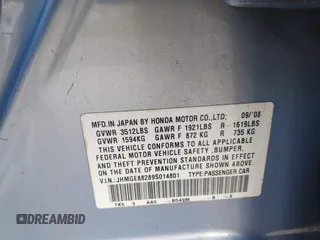 MFD. IN JAPAN BY HONDA MOTOR CO.,LTD. 09/'08
GVWR 3512LBS GAWR F 1921LBS R 1619LBS
GVWR 1594KG GAWR F 872 KG R 735 KG
THIS VEHICLE CONFORMS TO ALL APPLICABLE
FEDERAL MOTOR VEHICLE SAFETY ,BUMPER,
AND THEFT PREVENTION STANDARDS IN EFFECT
ON THE DATE OF MANUFACTURE SHOWN ABOVE.
V.I.N:JHMGE88289S014801 TYPE:PASSENGER CAR